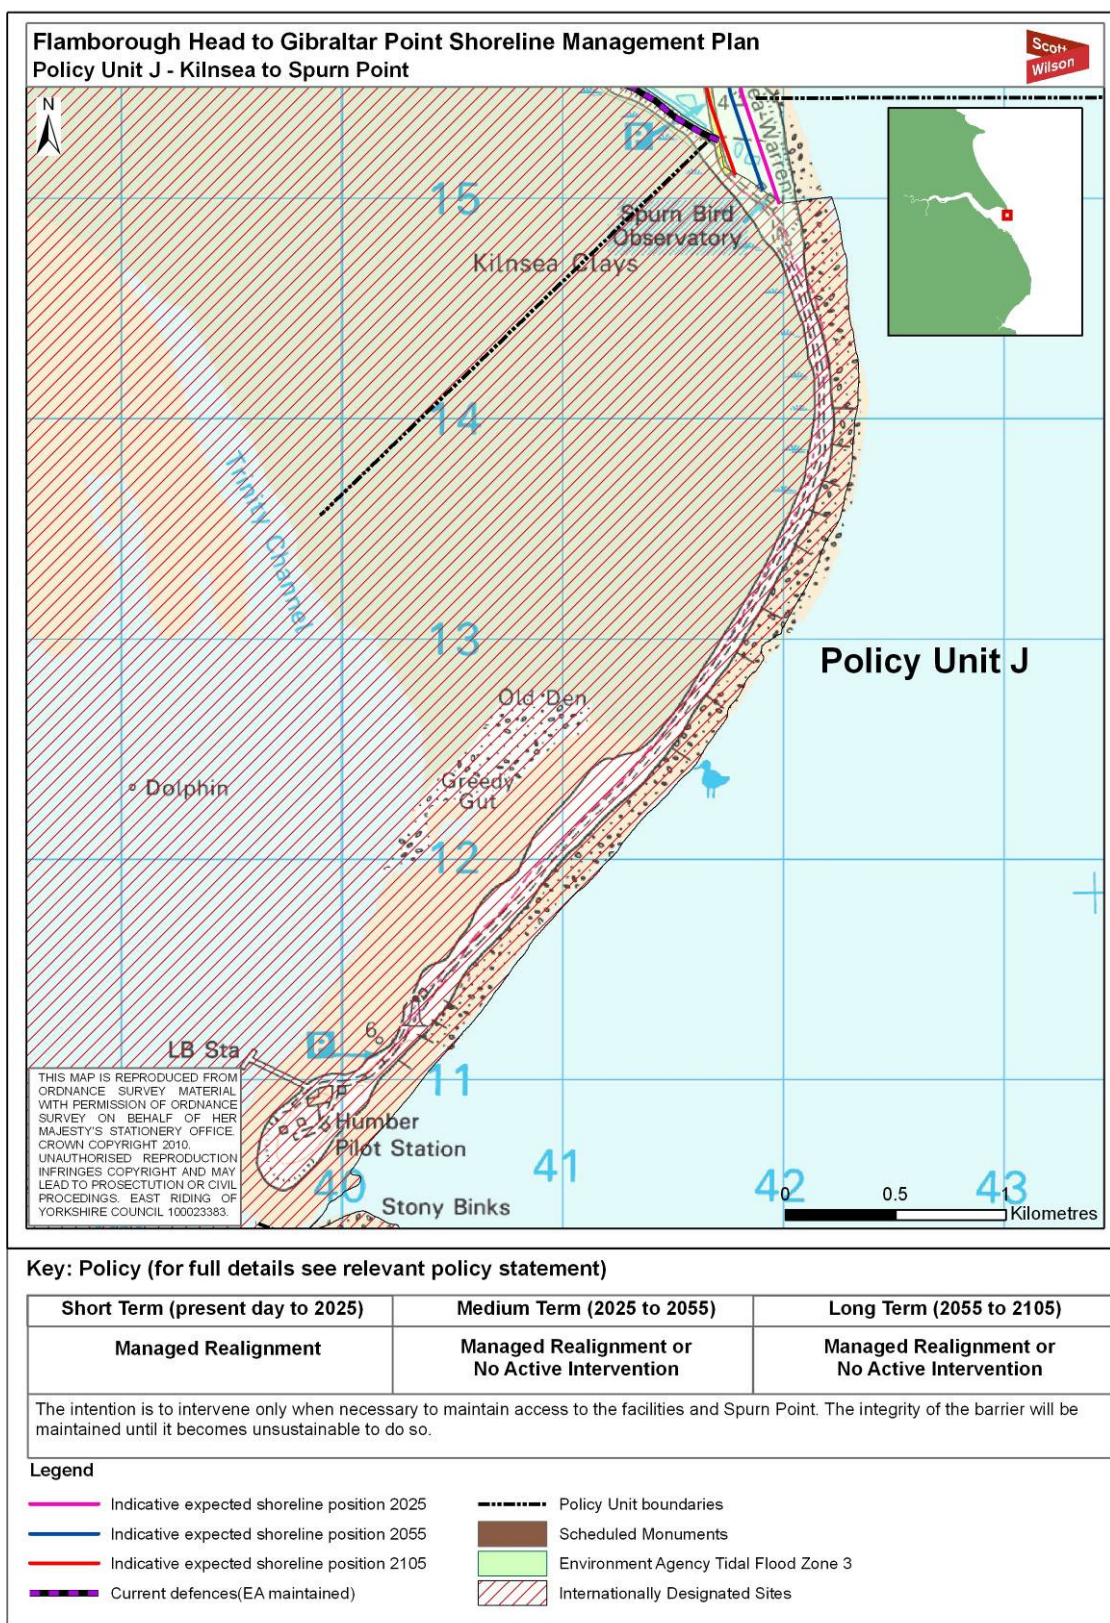 Flamborough Head to Gibraltar Point Shoreline Management Plan
Policy Unit J - Kilnsea to Spurn Point
Scott
Wilson
N
P
4
ea Warren
15
Spurn Bird
Observatory
Kilnsea Clays
14
Trinity Channel
13
Policy Unit J
Old Den
Greedy
Gut
Dolphin
12
6
P
LB Sta
11
THIS MAP IS REPRODUCED FROM
ORDNANCE SURVEY MATERIAL
WITH PERMISSION OF ORDNANCE
SURVEY ON BEHALF OF HER
MAJESTY'S STATIONERY OFFICE.
CROWN COPYRIGHT 2010.
UNAUTHORISED REPRODUCTION
INFRINGES COPYRIGHT AND MAY
LEAD TO PROSECTUTION OR CIVIL
PROCEDINGS. EAST RIDING OF
YORKSHIRE COUNCIL 100023383.
Humber
Pilot Station
40
41
42
43
Stony Binks
0 0.5 1
Kilometres
Key: Policy (for full details see relevant policy statement)
Short Term (present day to 2025)
Medium Term (2025 to 2055)
Long Term (2055 to 2105)
Managed Realignment
Managed Realignment or
No Active Intervention
Managed Realignment or
No Active Intervention
The intention is to intervene only when necessary to maintain access to the facilities and Spurn Point. The integrity of the barrier will be
maintained until it becomes unsustainable to do so.
Legend
Indicative expected shoreline position 2025
Indicative expected shoreline position 2055
Indicative expected shoreline position 2105
Current defences(EA maintained)
Policy Unit boundaries
Scheduled Monuments
Environment Agency Tidal Flood Zone 3
Internationally Designated Sites